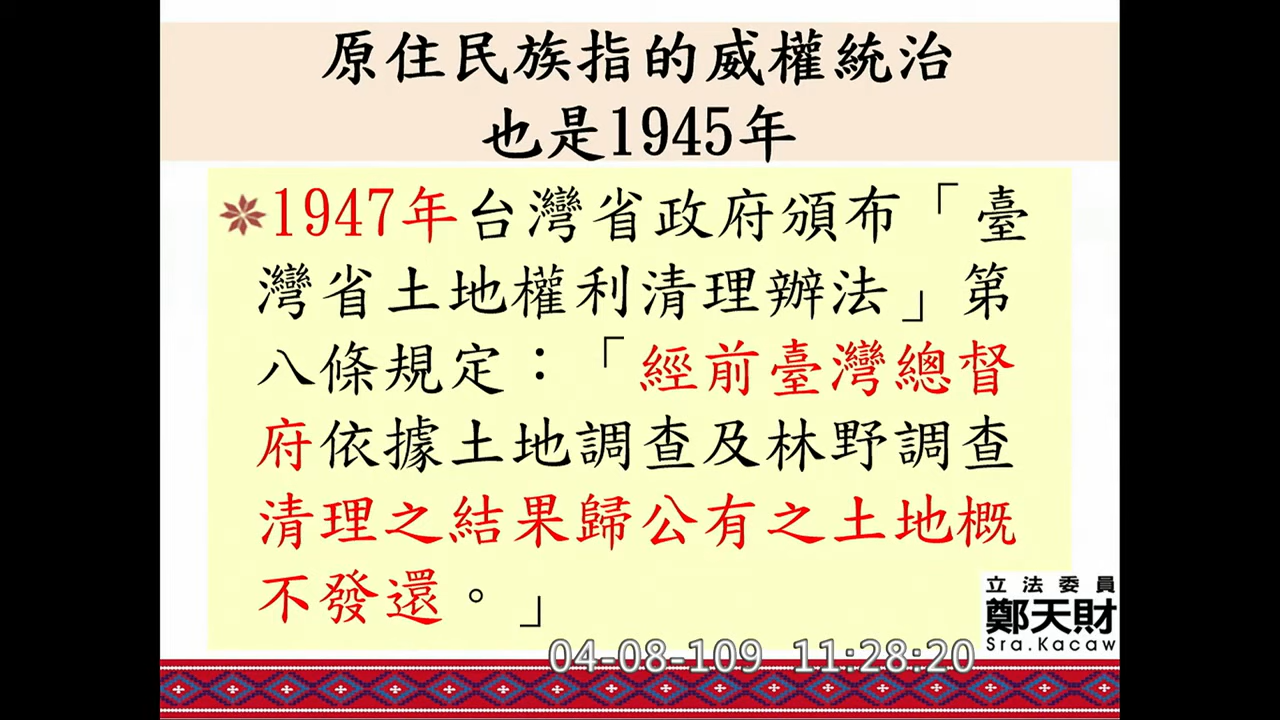 原住民族指的威權統治
也是1945年
1947年台灣省政府頒布「臺
灣省土地權利清理辦法」第
八條規定：「經前臺灣總督
府依據土地調查及林野調查
清理之結果歸公有之土地概
不發還。」
立法委員
鄭天財
Sra.Kacaw
04-08-109 11:28:20